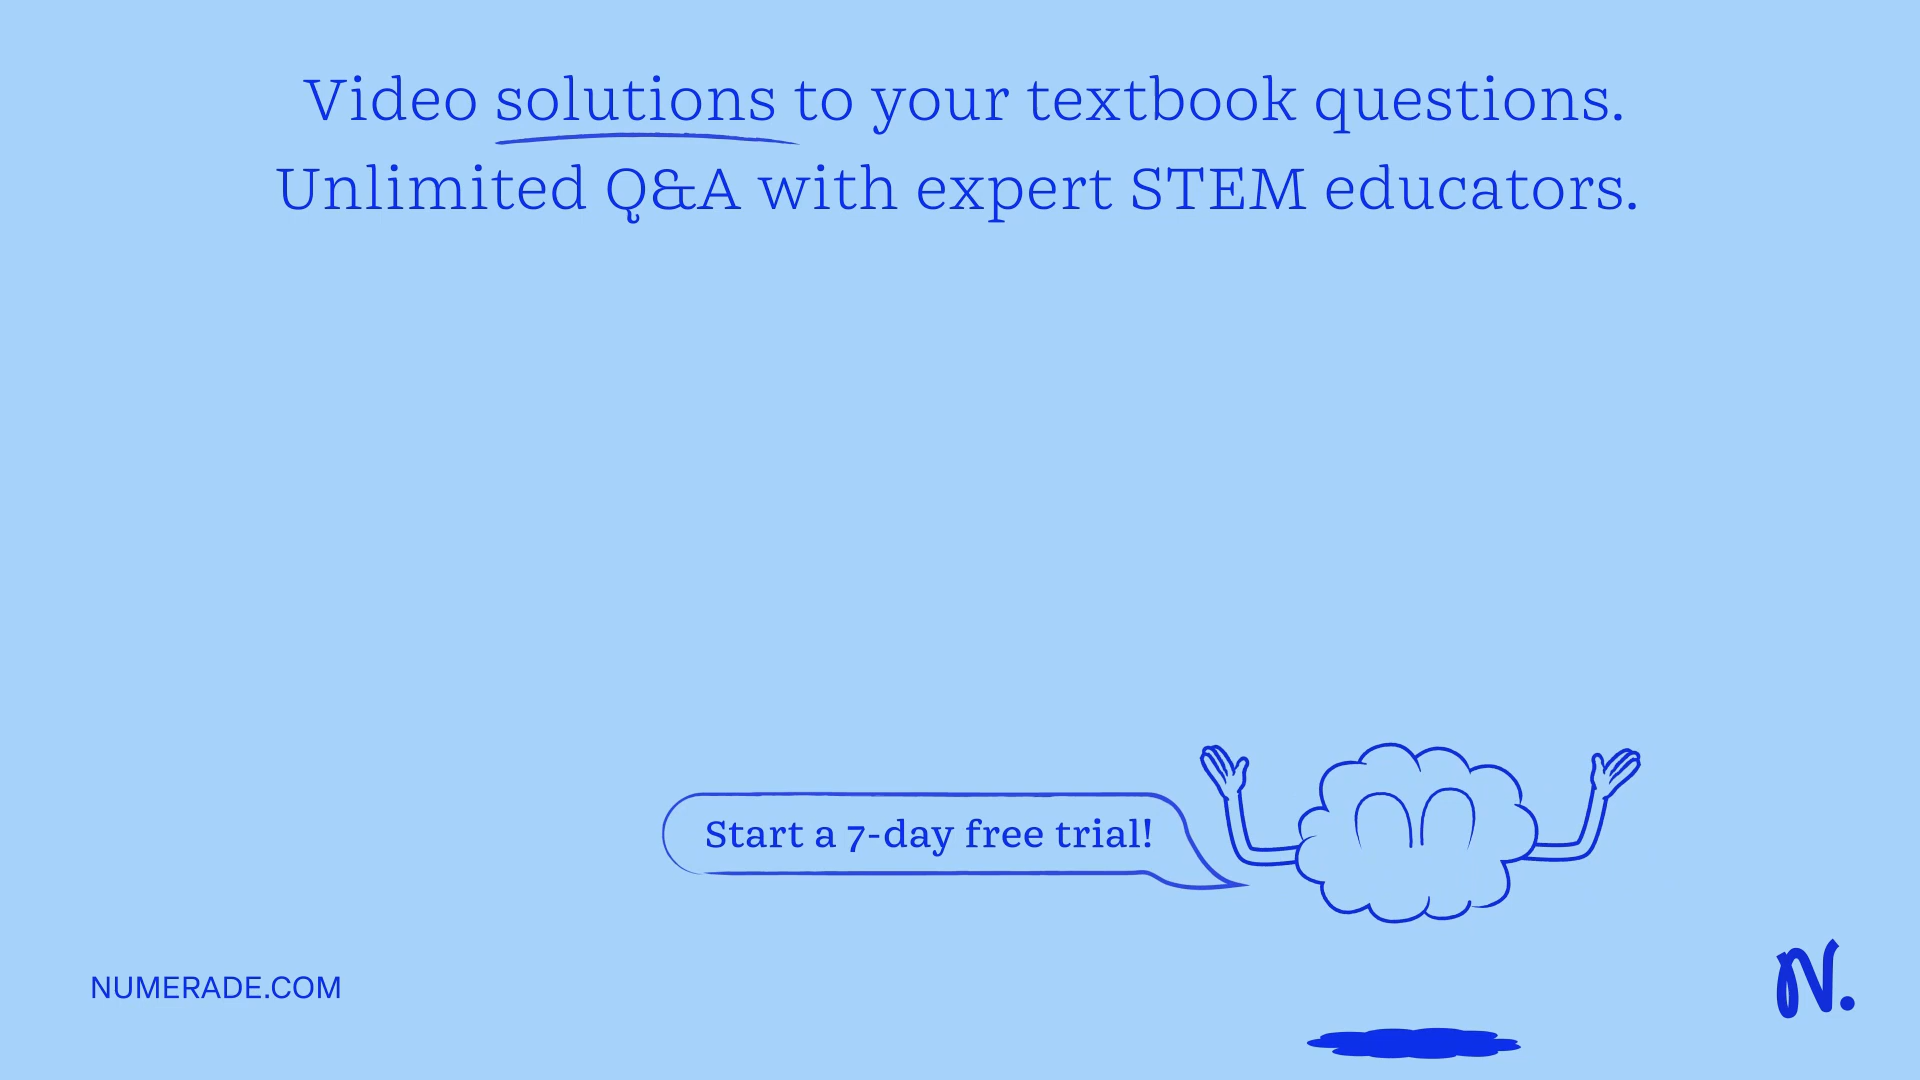 Video solutions to your textbook questions.
Unlimited Q&A with expert STEM educators.
Start a 7-day free trial!
NUMERADE.COM
N.